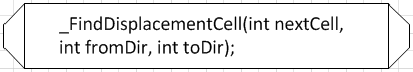 _FindDisplacementCell(int nextCell,
int fromDir, int toDir);